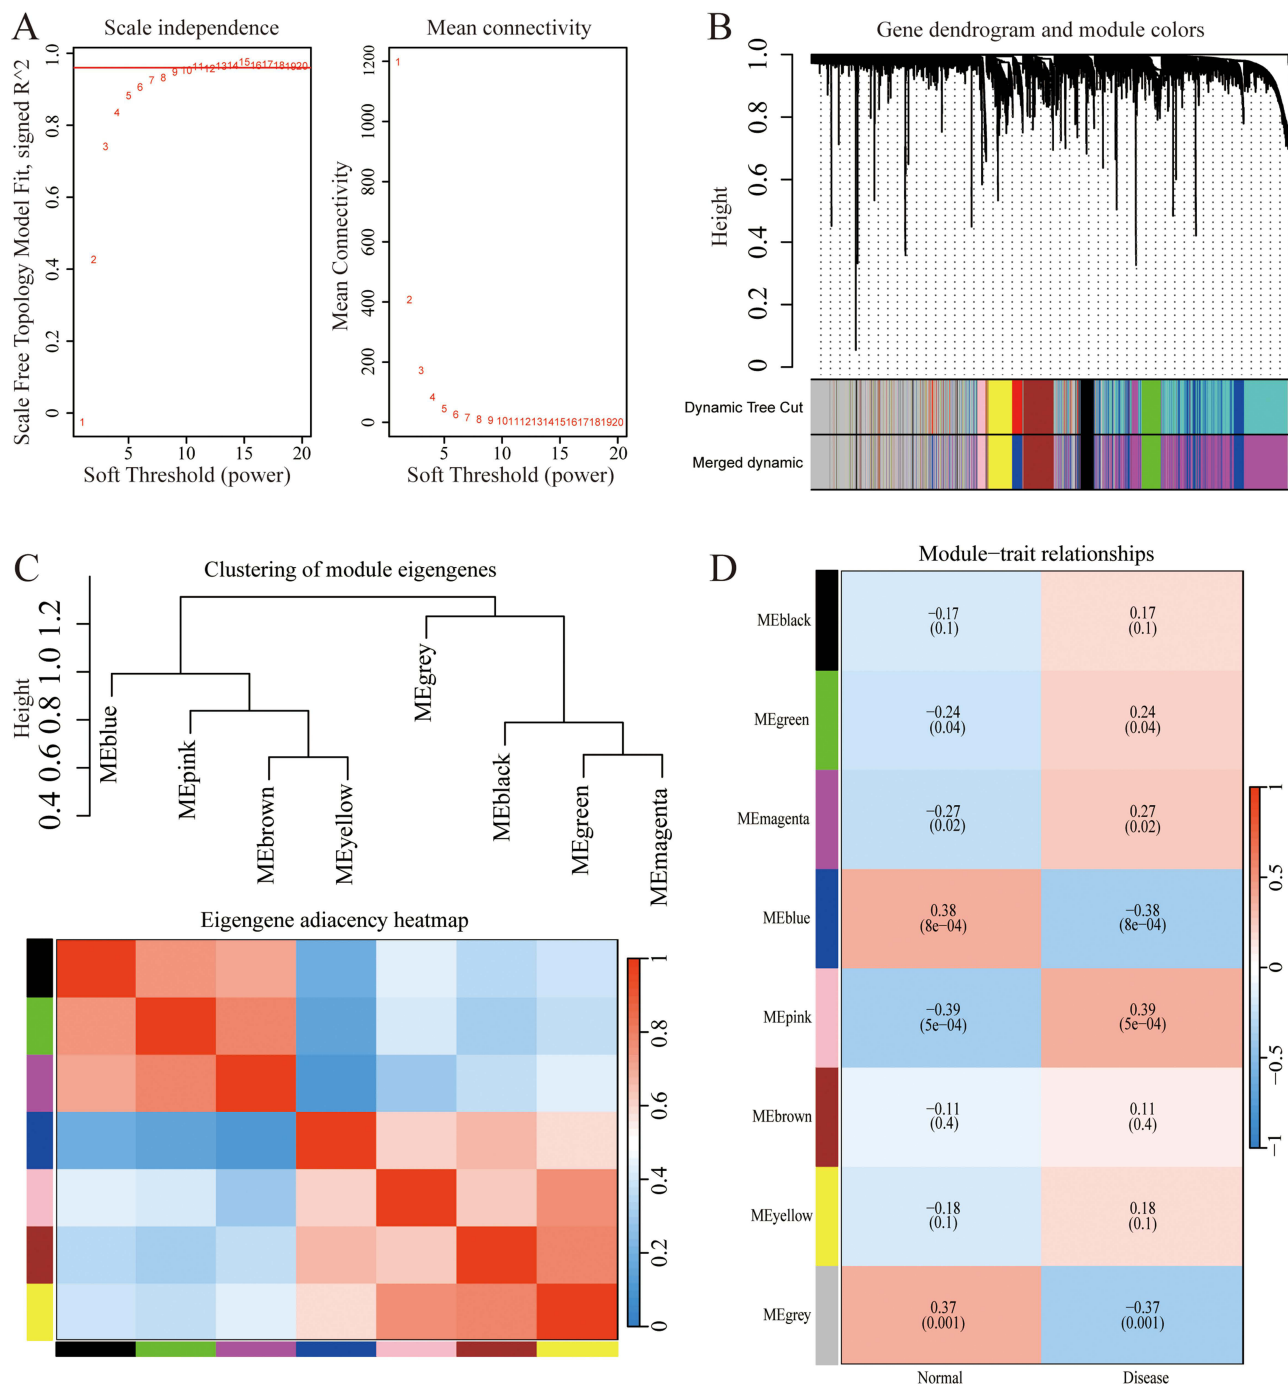 A
Scale independence
Scale Free Topology Model Fit, signed R^2
1.0
0.8
0.6
0.4
0.2
0
1
2
3
4
5
6
7
8
9
10
11
12
13
14
15
16
17
18
19
20
5
10
15
20
Soft Threshold (power)
Mean connectivity
Mean Connectivity
1200
1000
800
600
400
200
0
1
2
3
4
5
6
7
8
9
10
11
12
13
14
15
16
17
18
19
20
5
10
15
20
Soft Threshold (power)
B
Gene dendrogram and module colors
Height
1.0
0.8
0.6
0.4
0.2
0
Dynamic Tree Cut
Merged dynamic
C
Clustering of module eigengenes
Height
0.4 0.6 0.8 1.0 1.2
MEblue
MEpink
MEbrown
MEyellow
MEgrey
MEblack
MEgreen
MEmagenta
Eigengene adiacency heatmap
1
0.8
0.6
0.4
0.2
0
D
Module−trait relationships
MEblack
−0.17
(0.1)
0.17
(0.1)
MEgreen
−0.24
(0.04)
0.24
(0.04)
MEmagenta
−0.27
(0.02)
0.27
(0.02)
MEblue
0.38
(8e−04)
−0.38
(8e−04)
MEpink
−0.39
(5e−04)
0.39
(5e−04)
MEbrown
−0.11
(0.4)
0.11
(0.4)
MEyellow
−0.18
(0.1)
0.18
(0.1)
MEgrey
0.37
(0.001)
−0.37
(0.001)
Normal
Disease
1
0.5
0
−0.5
−1